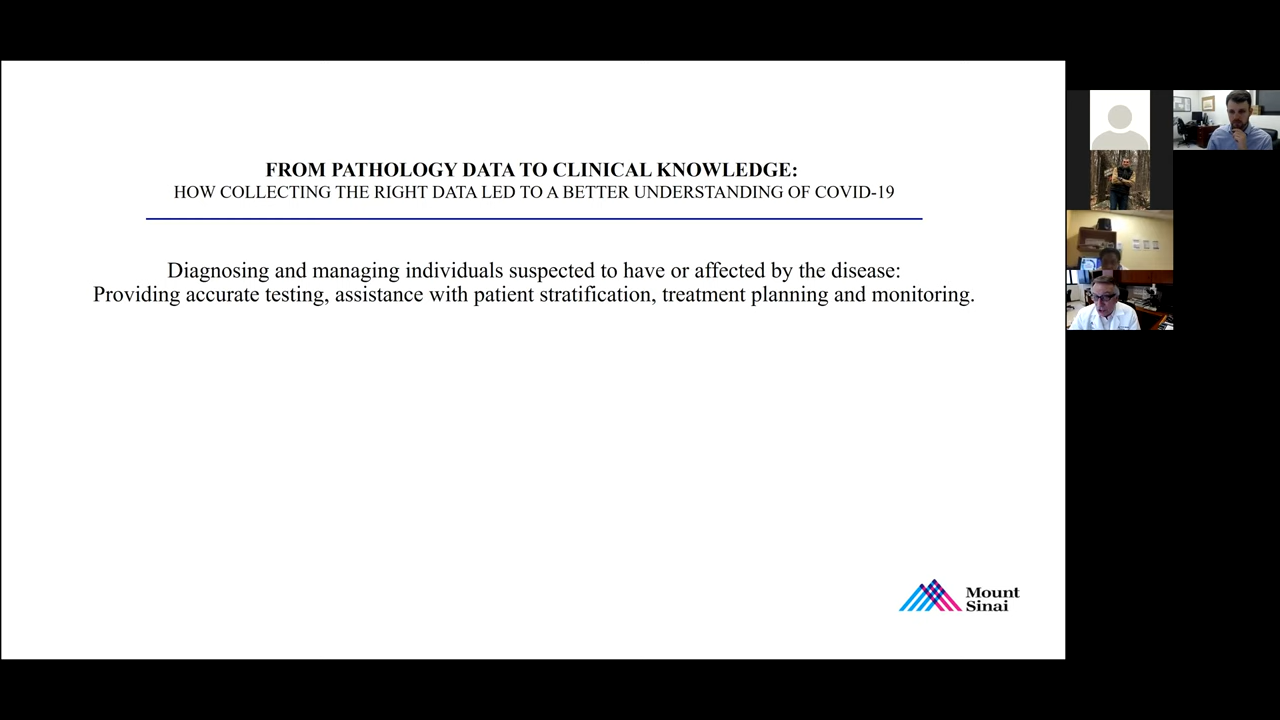 FROM PATHOLOGY DATA TO CLINICAL KNOWLEDGE:
HOW COLLECTING THE RIGHT DATA LED TO A BETTER UNDERSTANDING OF COVID-19
Diagnosing and managing individuals suspected to have or affected by the disease:
Providing accurate testing, assistance with patient stratification, treatment planning and monitoring.
Mount
Sinai